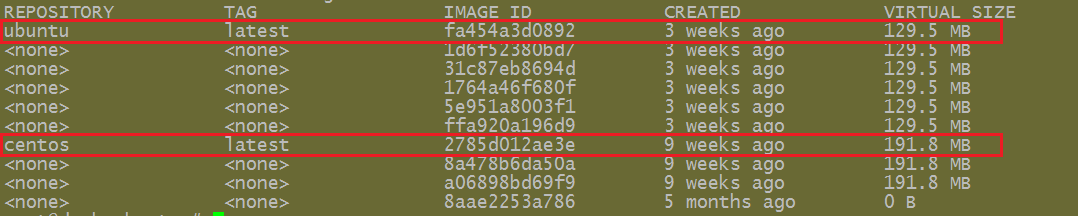 REPOSITORY TAG IMAGE ID CREATED VIRTUAL SIZE
ubuntu latest fa454a3d0892 3 weeks ago 129.5 MB
<none> <none> 1d6f52380bd7 3 weeks ago 129.5 MB
<none> <none> 31c87eb8694d 3 weeks ago 129.5 MB
<none> <none> 1764a46f680f 3 weeks ago 129.5 MB
<none> <none> 5e951a8003f1 3 weeks ago 129.5 MB
<none> <none> ffa920a196d9 3 weeks ago 129.5 MB
centos latest 2785d012ae3e 9 weeks ago 191.8 MB
<none> <none> 8a478b6da50a 9 weeks ago 191.8 MB
<none> <none> a06898bd69f9 9 weeks ago 191.8 MB
<none> <none> 8aae2253a786 5 months ago 0 B